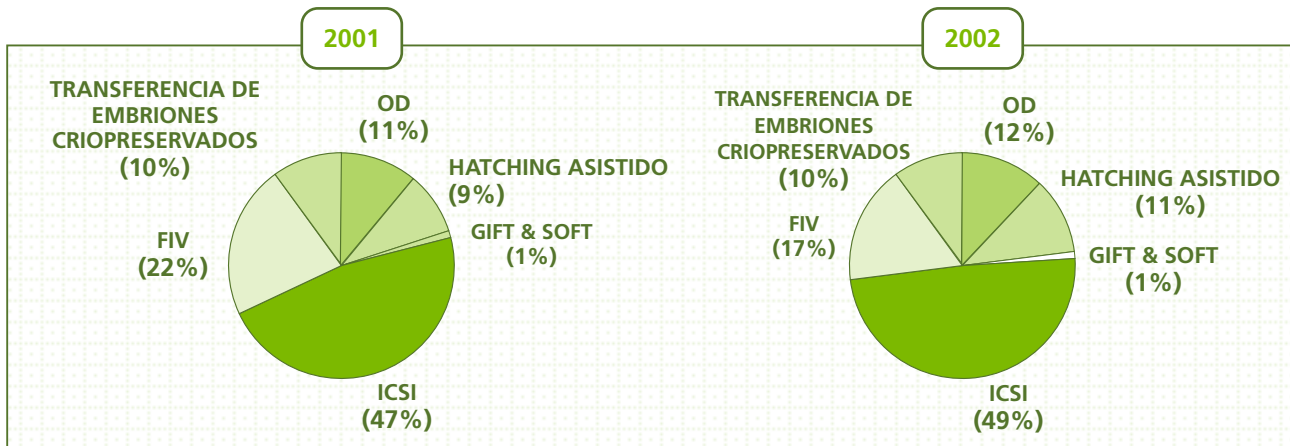 2001
TRANSFERENCIA DE
EMBRIONES
CRIOPRESERVADOS
(10%)
OD
(11%)
HATCHING ASISTIDO
(9%)
GIFT & SOFT
(1%)
FIV
(22%)
ICSI
(47%)
2002
TRANSFERENCIA DE
EMBRIONES
CRIOPRESERVADOS
(10%)
OD
(12%)
HATCHING ASISTIDO
(11%)
GIFT & SOFT
(1%)
FIV
(17%)
ICSI
(49%)